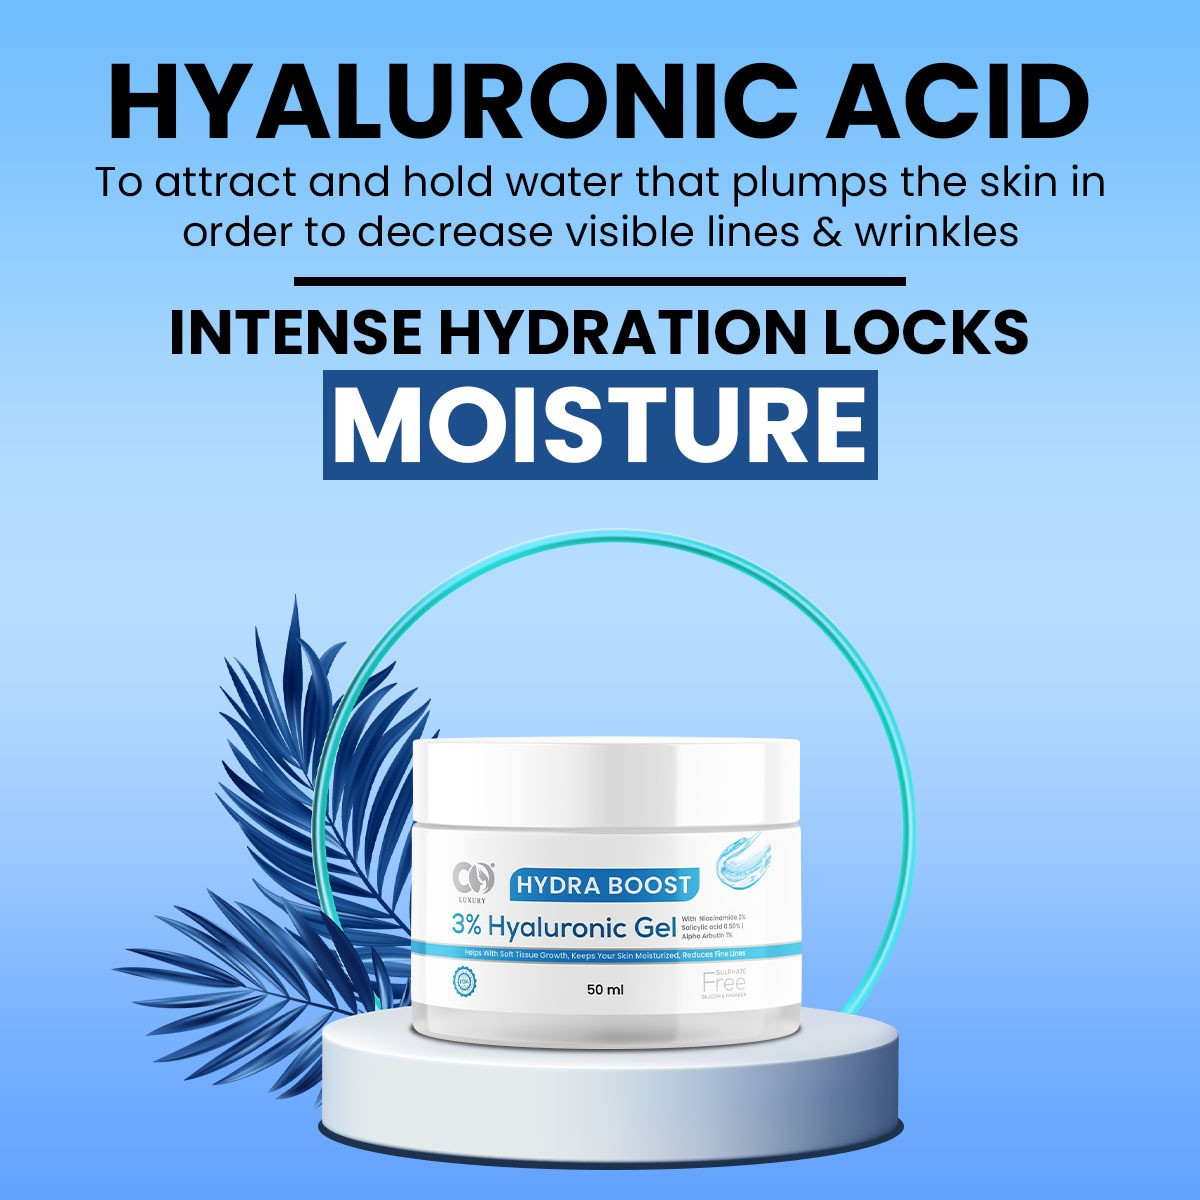 HYALURONIC ACID
To attract and hold water that plumps the skin in
order to decrease visible lines & wrinkles
INTENSE HYDRATION LOCKS
MOISTURE
LUXURY
HYDRA BOOST
3% Hyaluronic Gel
With Niacinamide 2%
Salicylic acid 0.50% |
Alpha Arbutin 1%
Helps With Soft Tissue Growth, Keeps Your Skin Moisturized, Reduces Fine Lines
50 ml
SULPHATE
Free
SILICON & PARABEN